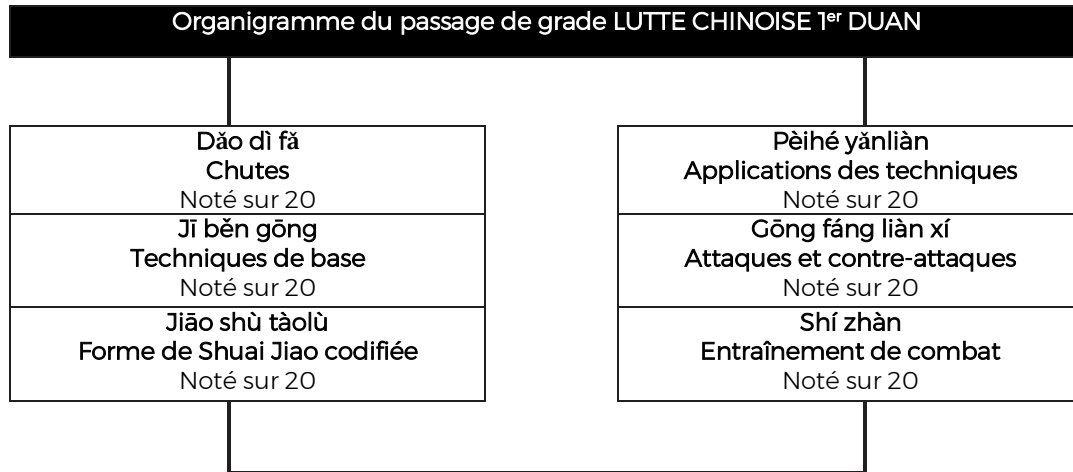 Organigramme du passage de grade LUTTE CHINOISE 1er DUAN
Dǎo dì fǎ
Chutes
Noté sur 20
Jī běn gōng
Techniques de base
Noté sur 20
Jiāo shù tàolù
Forme de Shuai Jiao codifiée
Noté sur 20
Pèihé yǎnliàn
Applications des techniques
Noté sur 20
Gōng fáng liàn xí
Attaques et contre-attaques
Noté sur 20
Shí zhàn
Entraînement de combat
Noté sur 20